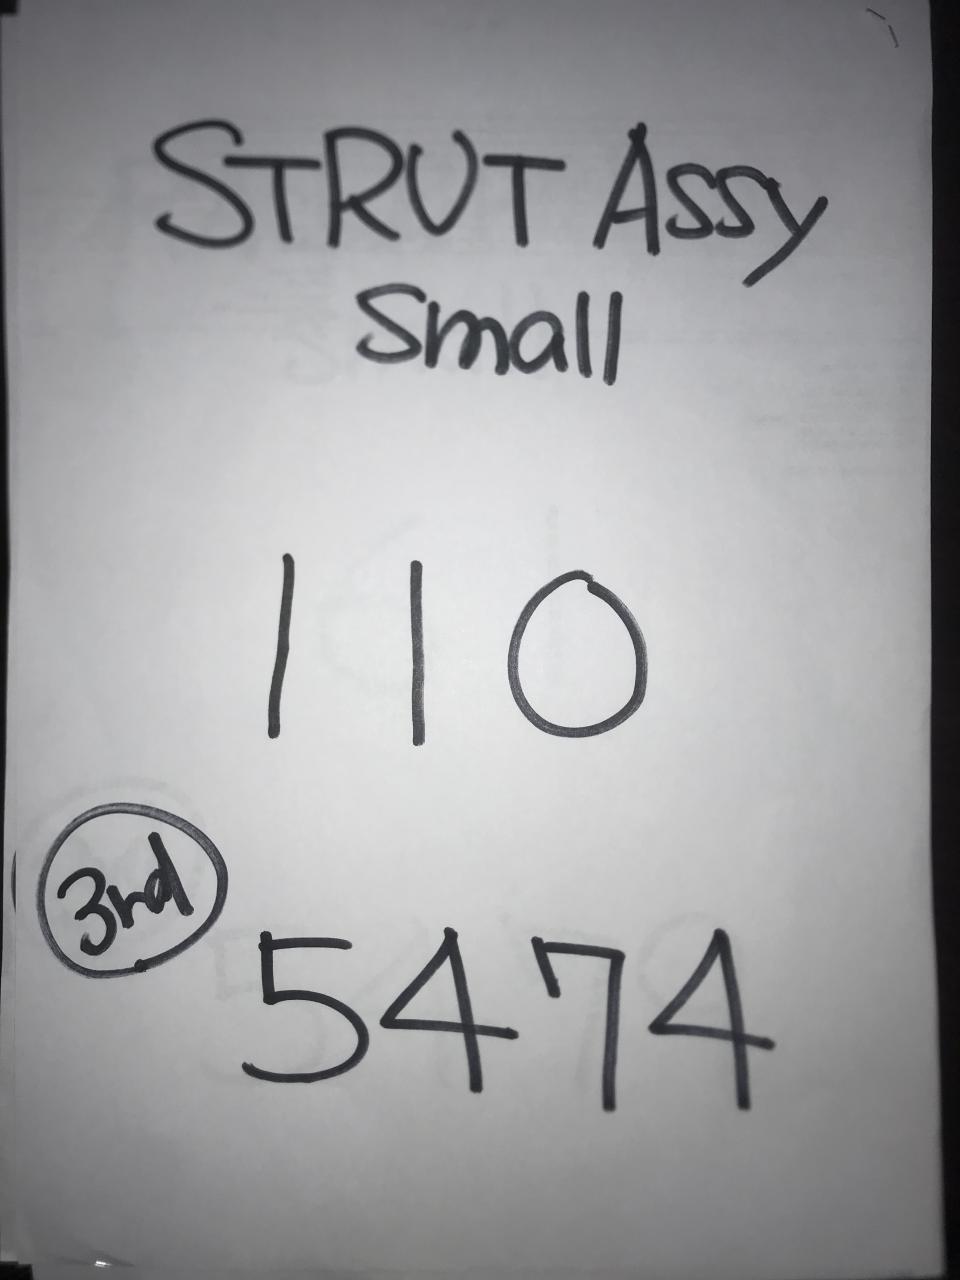 STRUT Assy
Small
110
3rd
5474